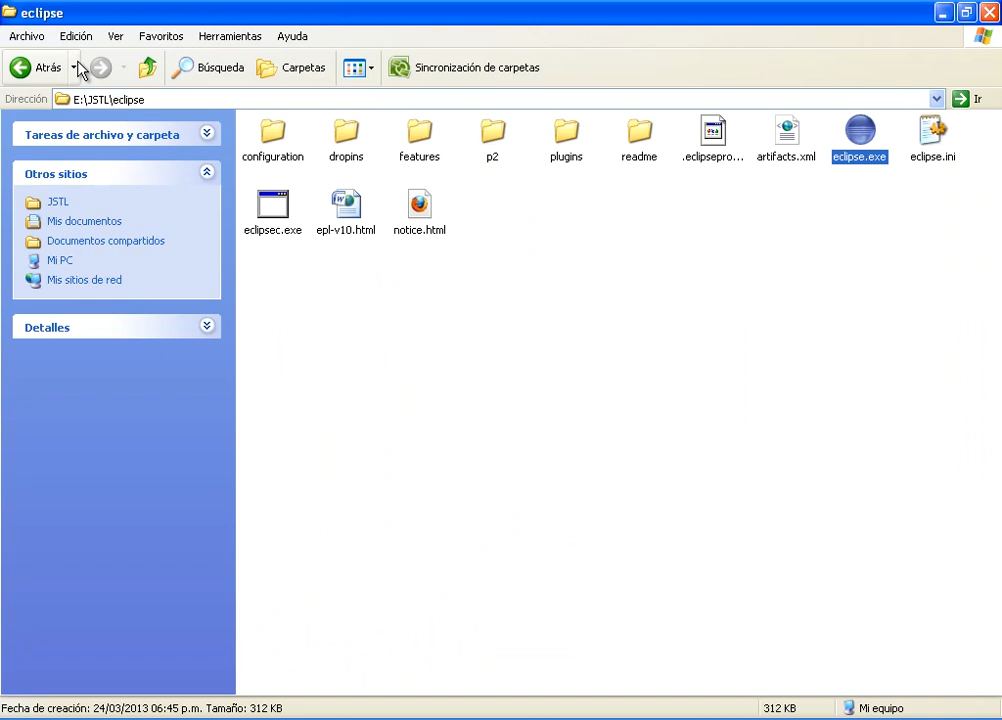 eclipse
Archivo Edición Ver Favoritos Herramientas Ayuda
Atrás Búsqueda Carpetas Sincronización de carpetas
Dirección E:\JSTL\eclipse Ir
Tareas de archivo y carpeta
Otros sitios
JSTL
Mis documentos
Documentos compartidos
Mi PC
Mis sitios de red
Detalles
configuration dropins features p2 plugins readme .eclipsepro... artifacts.xml eclipse.exe eclipse.ini
eclipsec.exe epl-v10.html notice.html
Fecha de creación: 24/03/2013 06:45 p.m. Tamaño: 312 KB 312 KB Mi equipo